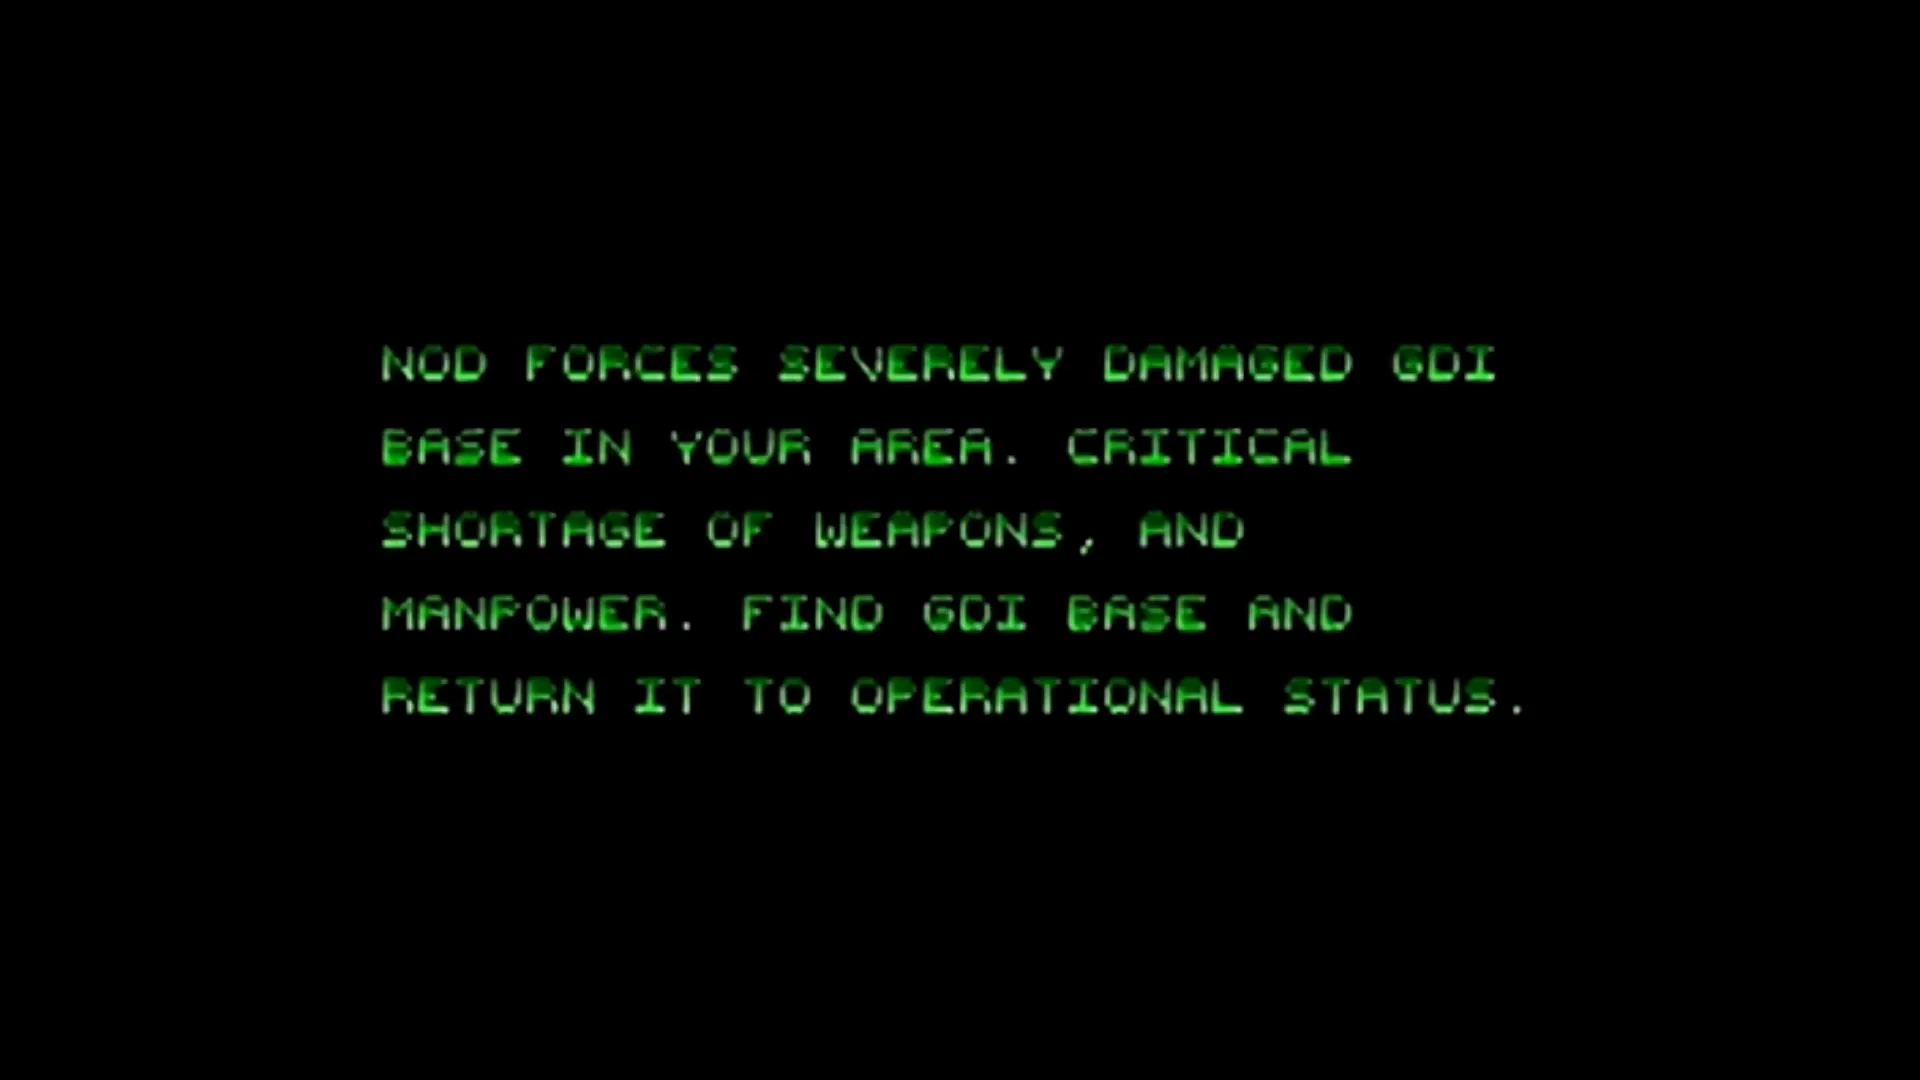 NOD FORCES SEVERELY DAMAGED GDI
BASE IN YOUR AREA. CRITICAL
SHORTAGE OF WEAPONS, AND
MANPOWER. FIND GDI BASE AND
RETURN IT TO OPERATIONAL STATUS.